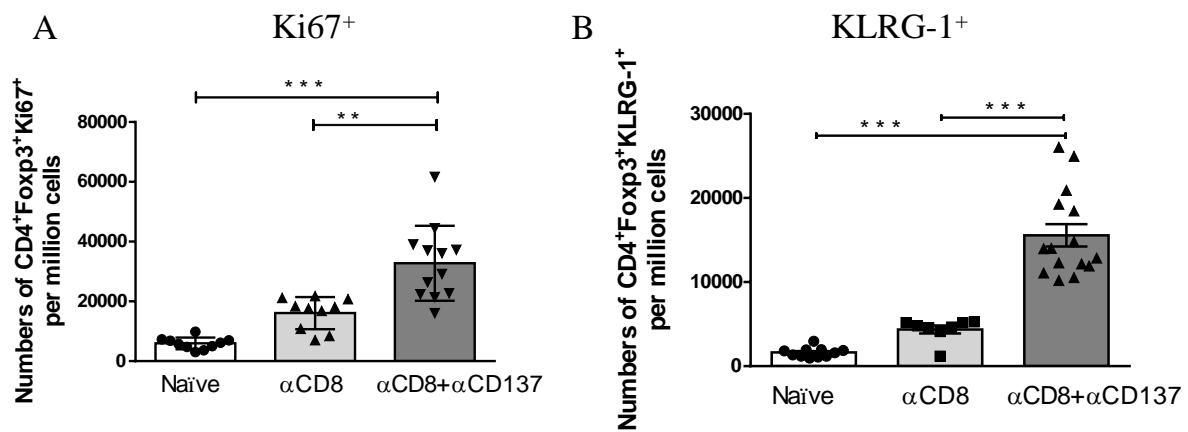 A
Ki67⁺
Numbers of CD4⁺Foxp3⁺Ki67⁺
per million cells
80000
60000
40000
20000
0
***
**
Naïve
αCD8
αCD8+αCD137
B
KLRG-1⁺
Numbers of CD4⁺Foxp3⁺KLRG-1⁺
per million cells
30000
20000
10000
0
***
***
Naïve
αCD8
αCD8+αCD137